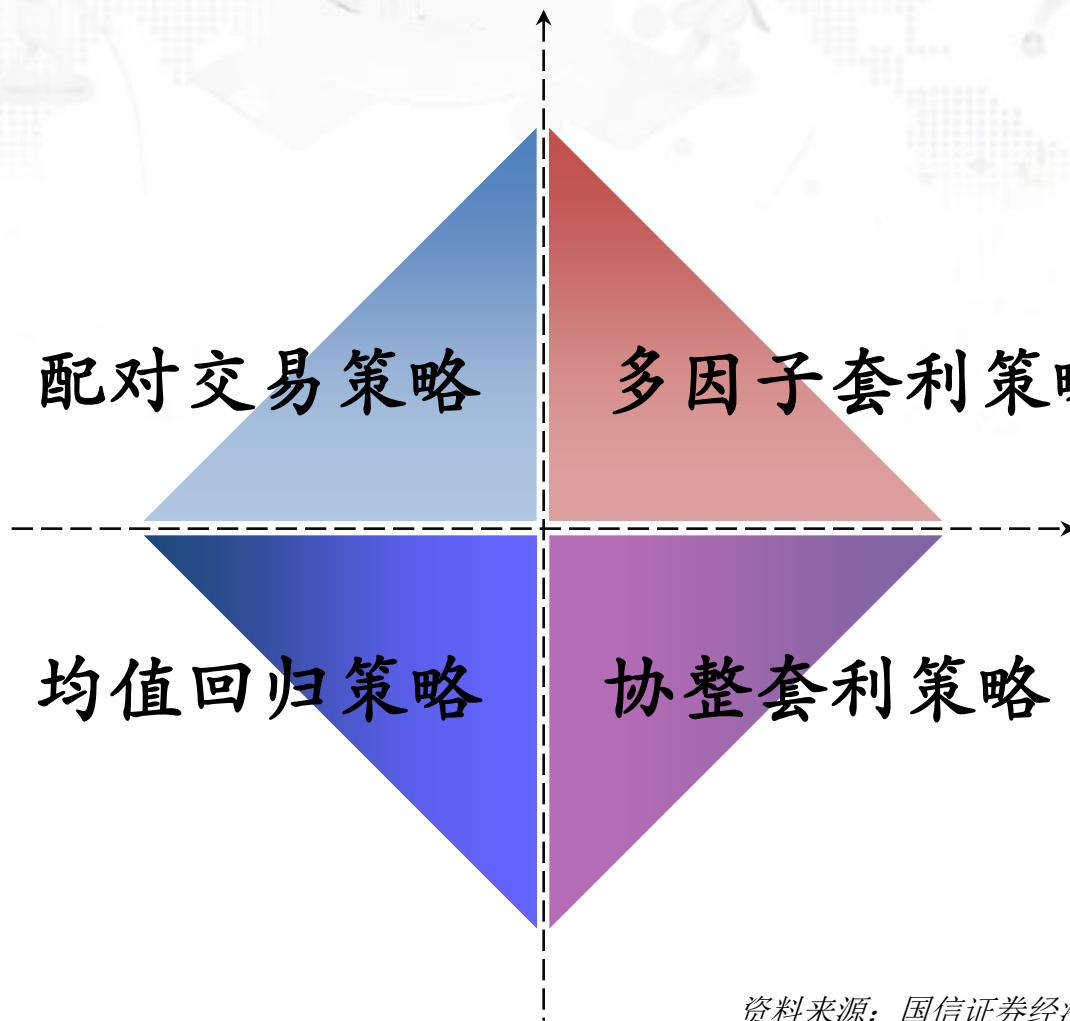 配对交易策略
多因子套利策略
均值回归策略
协整套利策略
资料来源：国信证券经